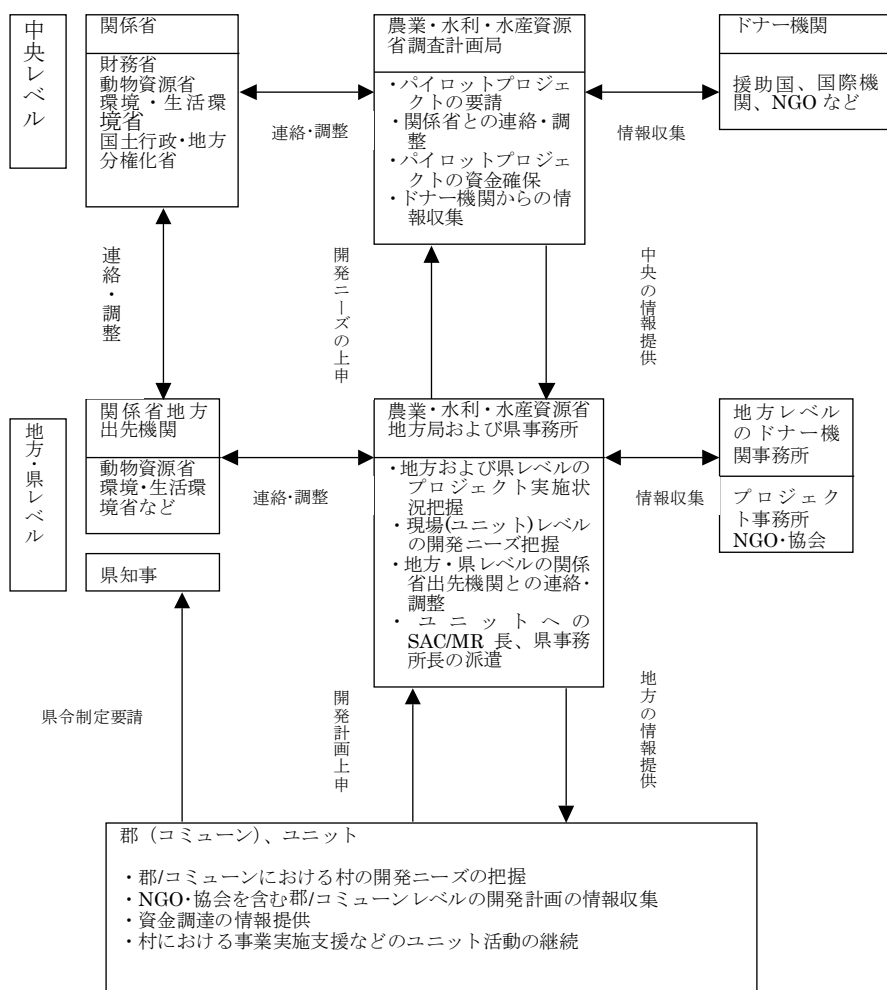 中央レベル
関係省
財務省
動物資源省
環境・生活環
境省
国土行政・地方
分権化省
連絡・調整
農業・水利・水産資源
省調査計画局
・パイロットプロジェ
クトの要請
・関係省との連絡・調
整
・パイロットプロジェ
クトの資金確保
・ドナー機関からの情
報収集
情報収集
ドナー機関
援助国、国際機
関、NGO など
連絡・調整
開発ニーズの上申
中央の情報提供
地方・県レベル
関係省地方
出先機関
動物資源省
環境・生活環
境省など
県知事
連絡・調整
農業・水利・水産資源省
地方局および県事務所
・地方および県レベルの
プロジェクト実施状
況把握
・現場(ユニット)レベル
の開発ニーズ把握
・地方・県レベルの関係
省出先機関との連絡・
調整
・ユニットへの
SAC/MR 長、県事務
所長の派遣
情報収集
地方レベル
のドナー機
関事務所
プロジェク
ト事務所
NGO・協会
県令制定要請
開発計画上申
地方の情報提供
郡（コミューン）、ユニット
・郡/コミューンにおける村の開発ニーズの把握
・NGO・協会を含む郡/コミューンレベルの開発計画の情報収集
・資金調達の情報提供
・村における事業実施支援などのユニット活動の継続